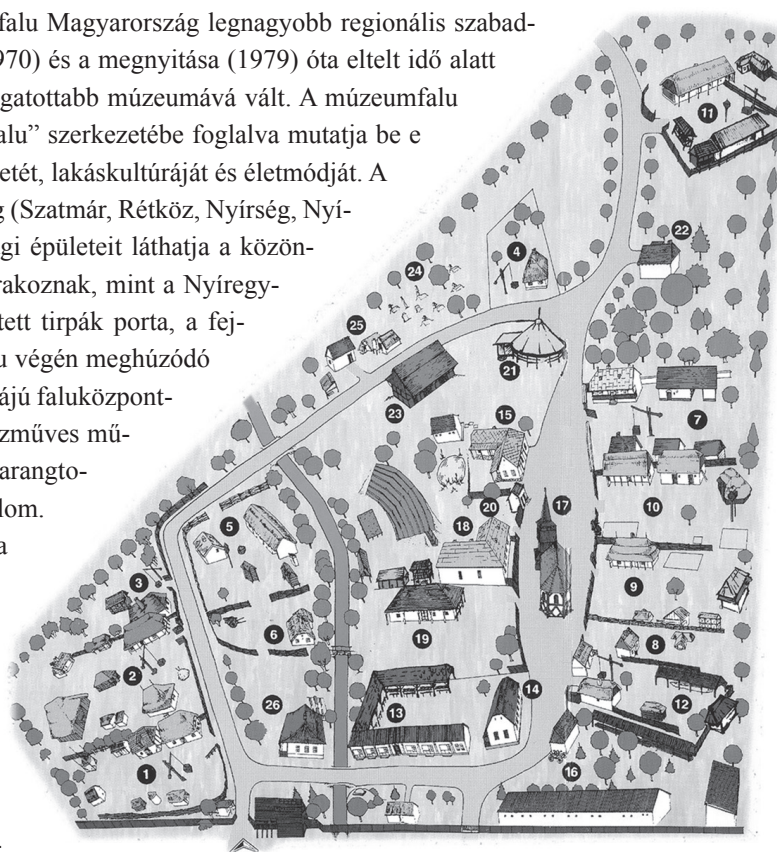 falu Magyarország legnagyobb regionális szabad-
970) és a megnyitása (1979) óta eltelt idő alatt
ogatottabb múzeumává vált. A múzeumfalu
alu” szerkezetébe foglalva mutatja be e
etét, lakáskultúráját és életmódját. A
g (Szatmár, Rétköz, Nyírség, Nyí-
gi épületeit láthatja a közön-
rakoznak, mint a Nyíregy-
tett tirpák porta, a fej-
u végén meghúzódó
ájú faluközpont-
zműves mű-
arangto-
lom.
a
11
4
22
24
25
21
23
15
7
20
17
18
10
5
3
9
6
19
8
2
12
14
13
26
1
16